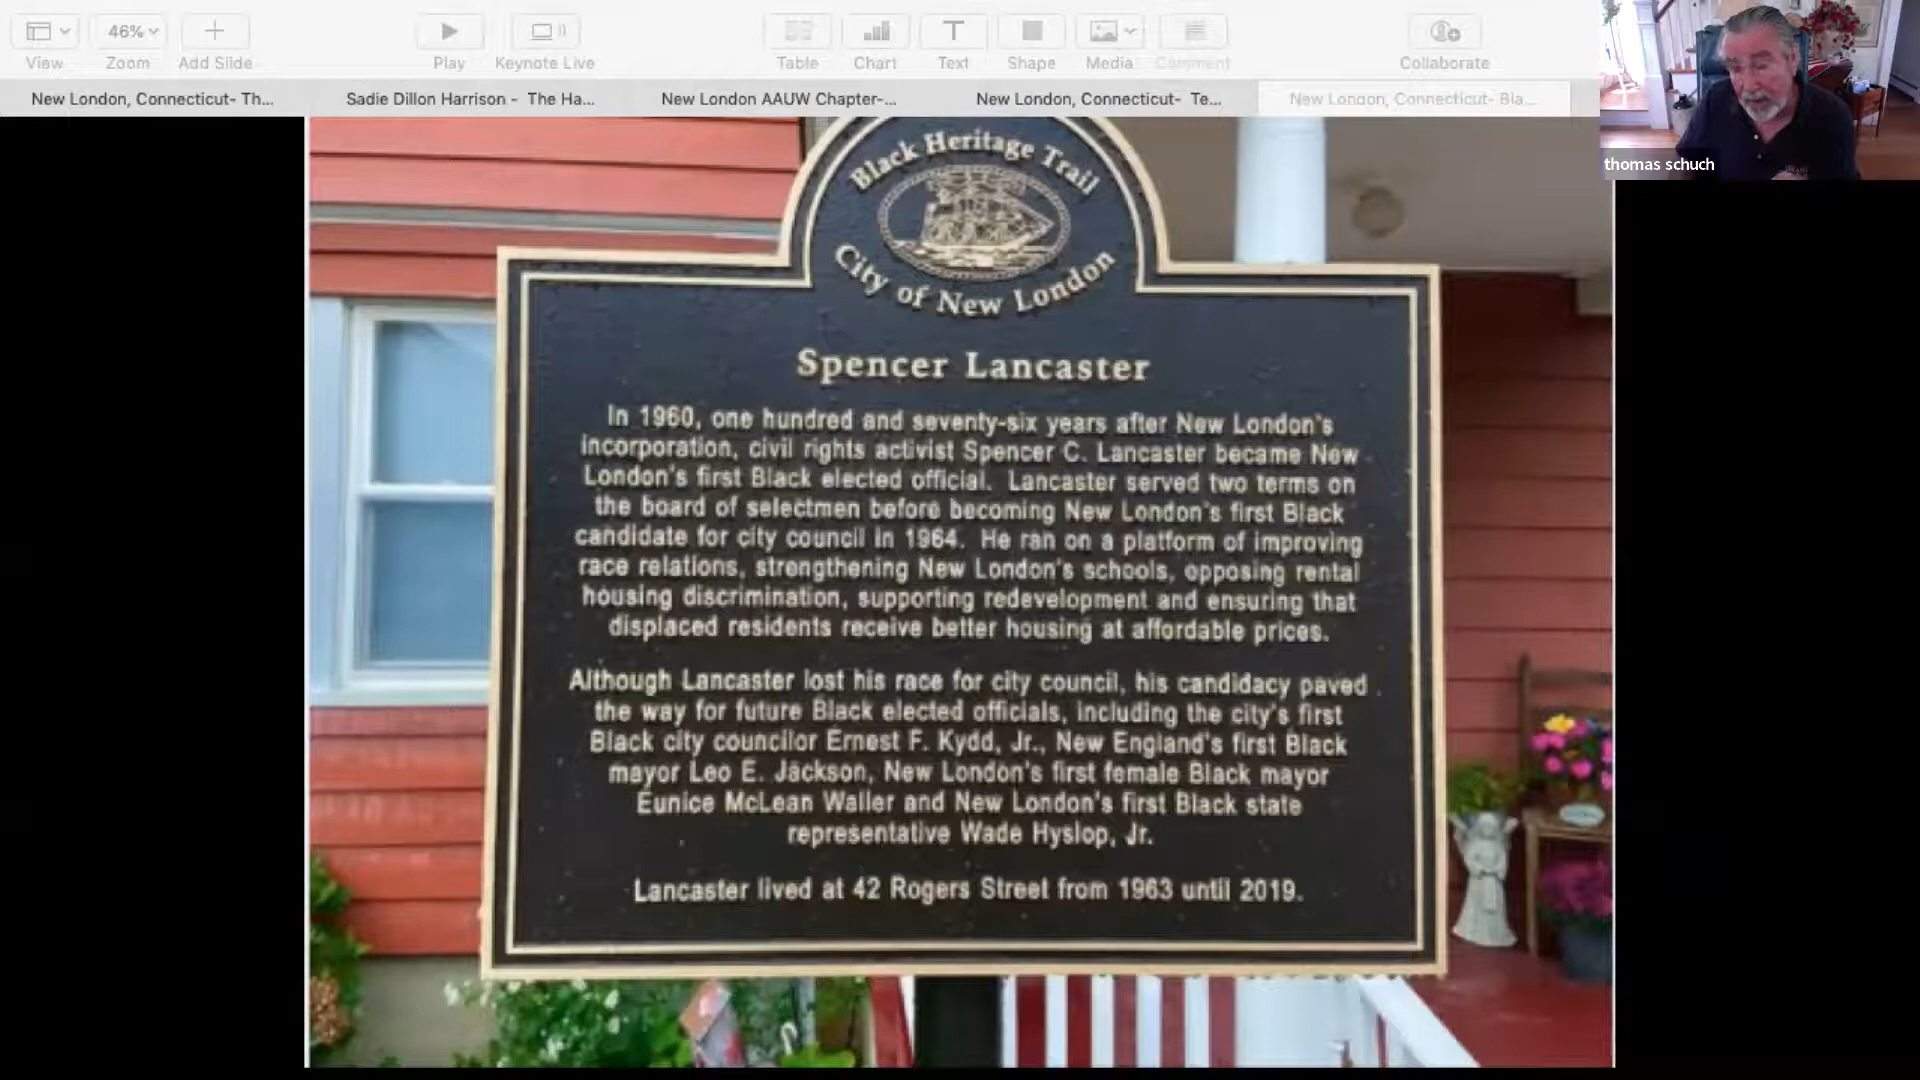 46%
View
Zoom
Add Slide
Play
Keynote Live
Table
Chart
Text
Shape
Media
Comment
Collaborate
New London, Connecticut- Th...
Sadie Dillon Harrison - The Ha...
New London AAUW Chapter-...
New London, Connecticut- Te...
New London, Connecticut- Bla...
thomas schuch
Black Heritage Trail
City of New London
Spencer Lancaster
In 1960, one hundred and seventy-six years after New London's
incorporation, civil rights activist Spencer C. Lancaster became New
London's first Black elected official. Lancaster served two terms on
the board of selectmen before becoming New London's first Black
candidate for city council in 1964. He ran on a platform of improving
race relations, strengthening New London's schools, opposing rental
housing discrimination, supporting redevelopment and ensuring that
displaced residents receive better housing at affordable prices.
Although Lancaster lost his race for city council, his candidacy paved
the way for future Black elected officials, including the city's first
Black city councilor Ernest F. Kydd, Jr., New England's first Black
mayor Leo E. Jackson, New London's first female Black mayor
Eunice McLean Waller and New London's first Black state
representative Wade Hyslop, Jr.
Lancaster lived at 42 Rogers Street from 1963 until 2019.